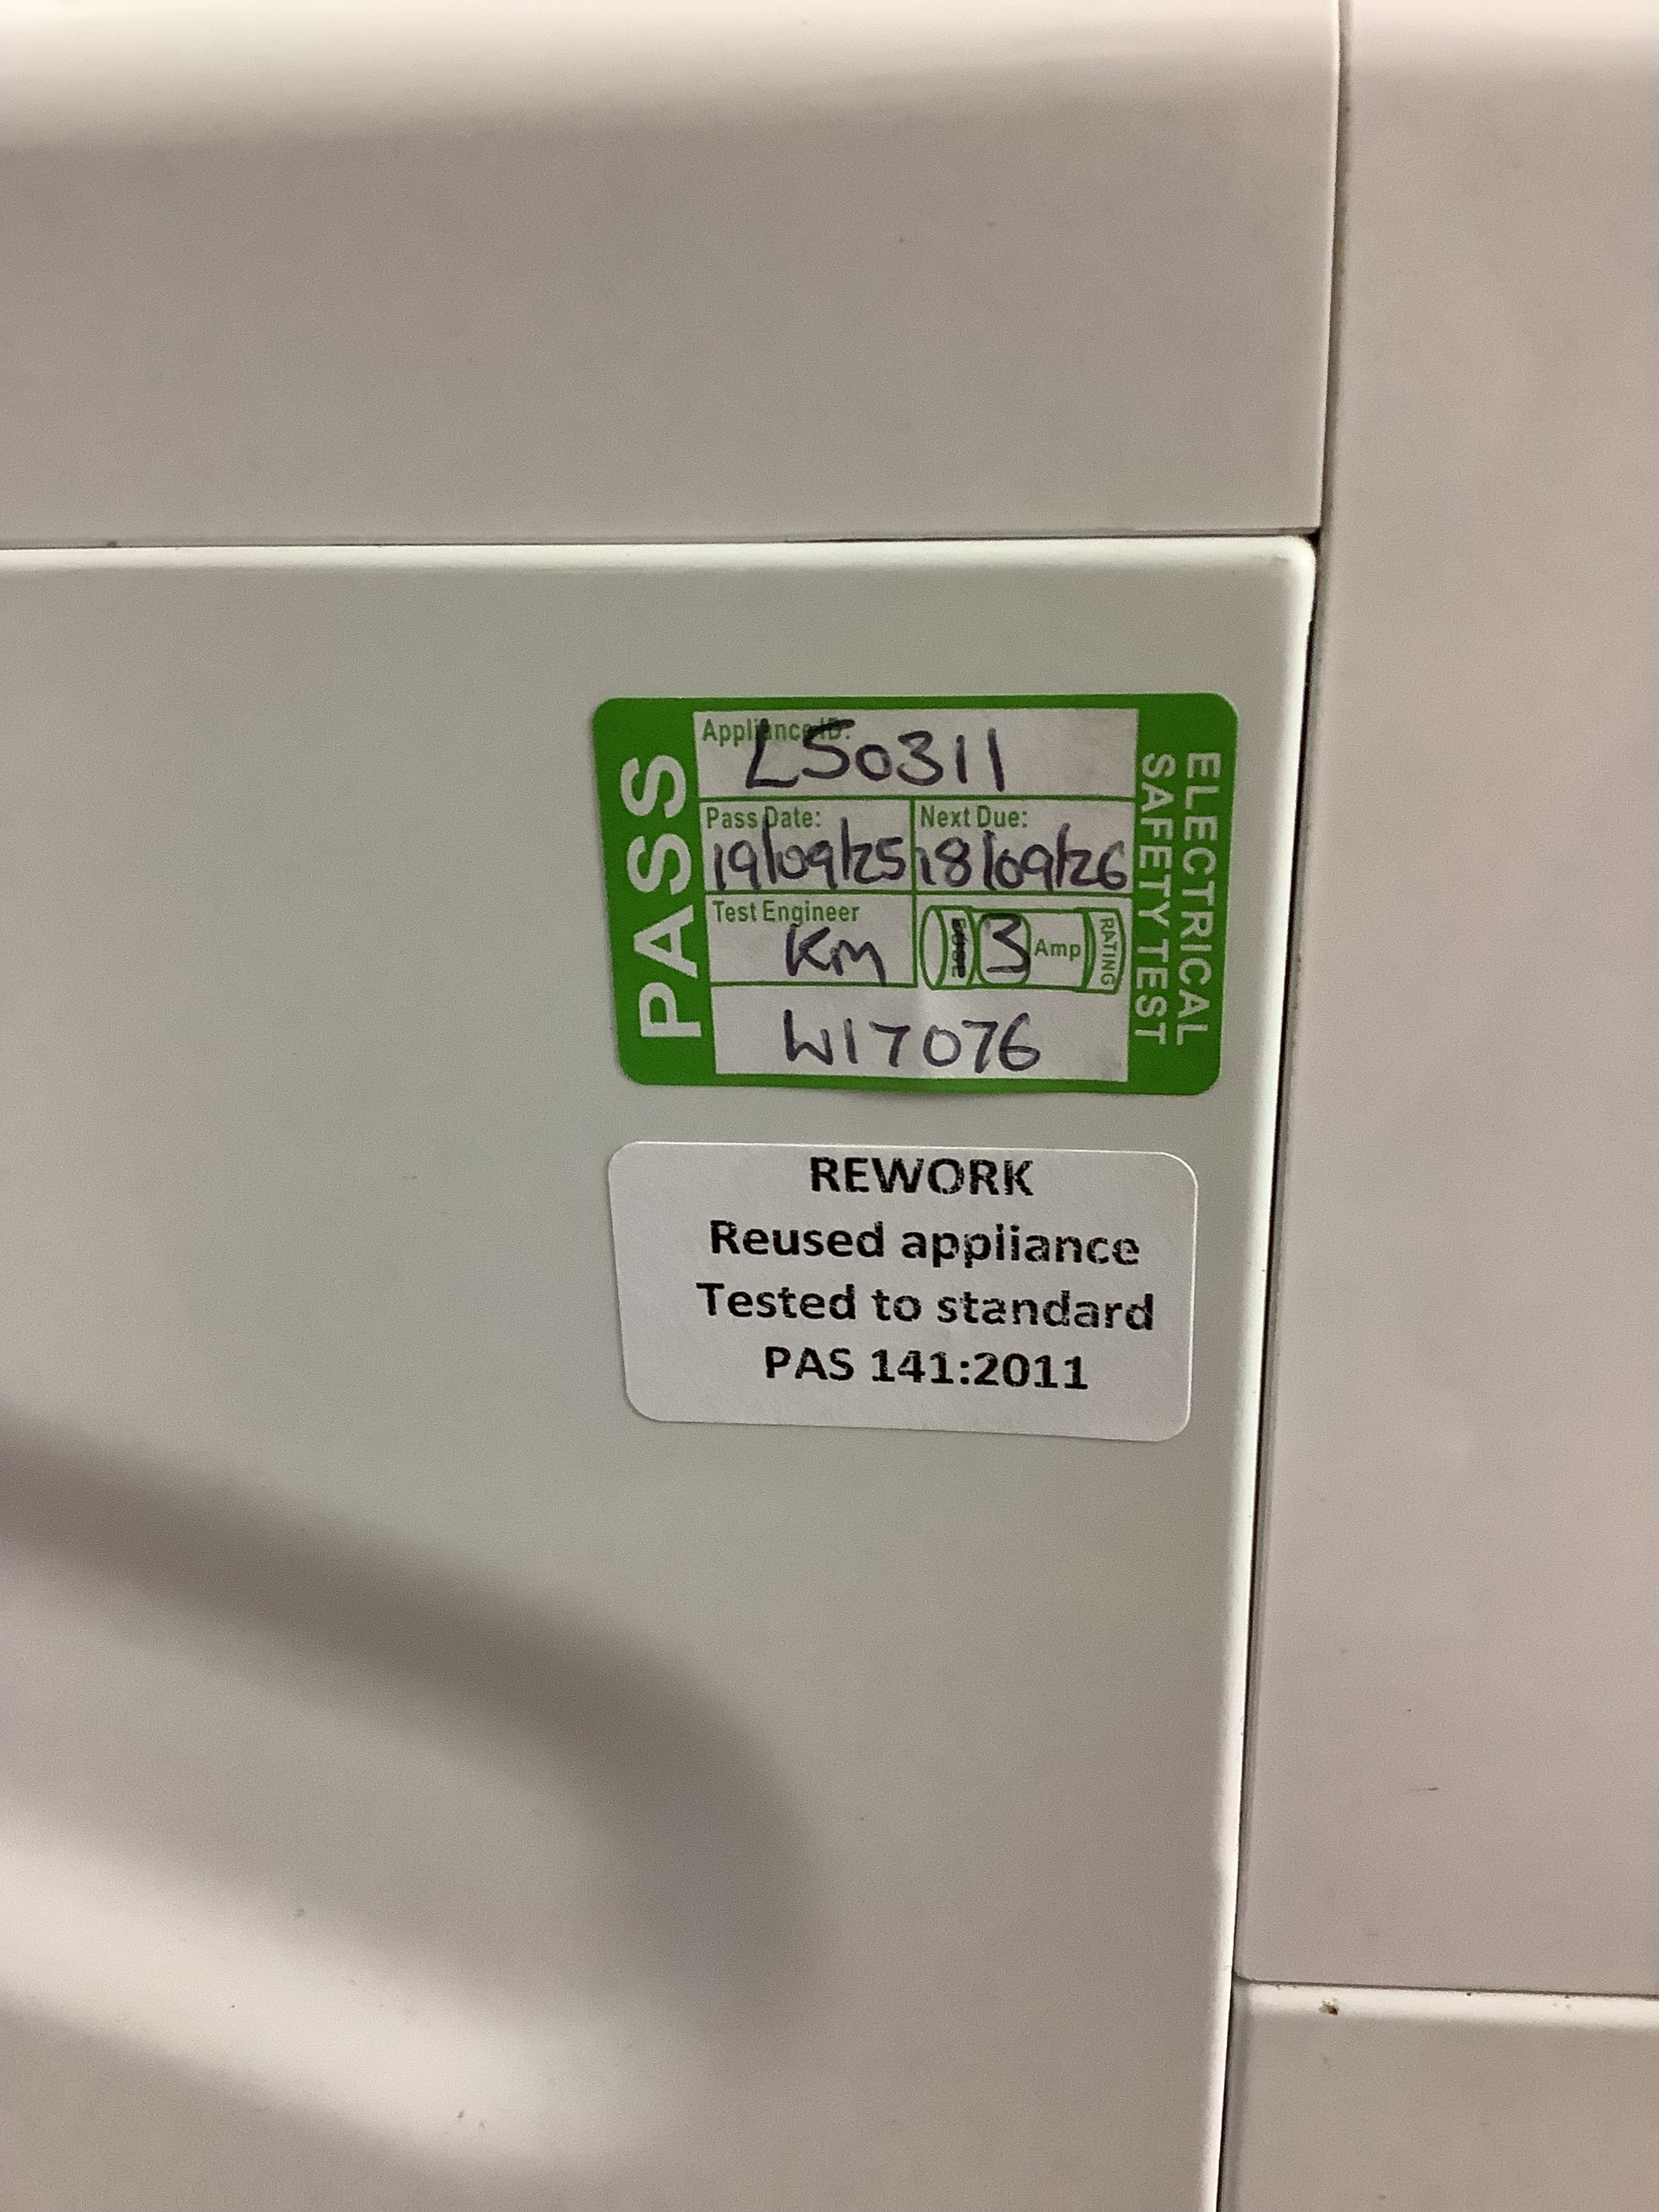 PASS
Appliance ID:
LS0311
Pass Date:
19/09/25
Next Due:
18/09/26
Test Engineer
KM
3 Amp
RATING
W17076
ELECTRICAL
SAFETY TEST
REWORK
Reused appliance
Tested to standard
PAS 141:2011